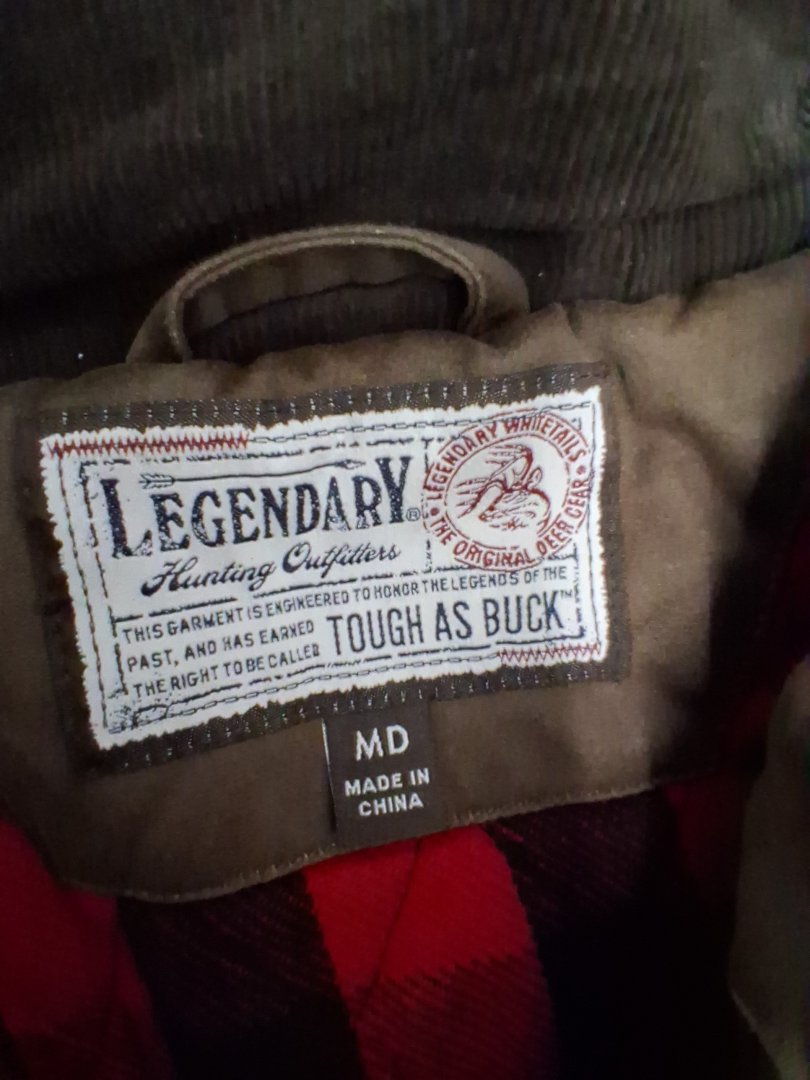 LEGENDARY®
Hunting Outfitters
• LEGENDARY WHITETAILS •
THE ORIGINAL DEER GEAR
THIS GARMENT IS ENGINEERED TO HONOR THE LEGENDS OF THE
PAST, AND HAS EARNED
THE RIGHT TO BE CALLED
TOUGH AS BUCK™
MD
MADE IN
CHINA